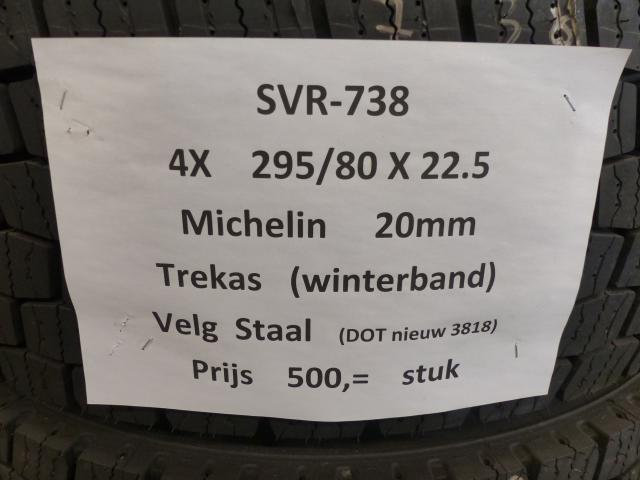 SVR-738
4X 295/80 X 22.5
Michelin 20mm
Trekas (winterband)
Velg Staal (DOT nieuw 3818)
Prijs 500,= stuk